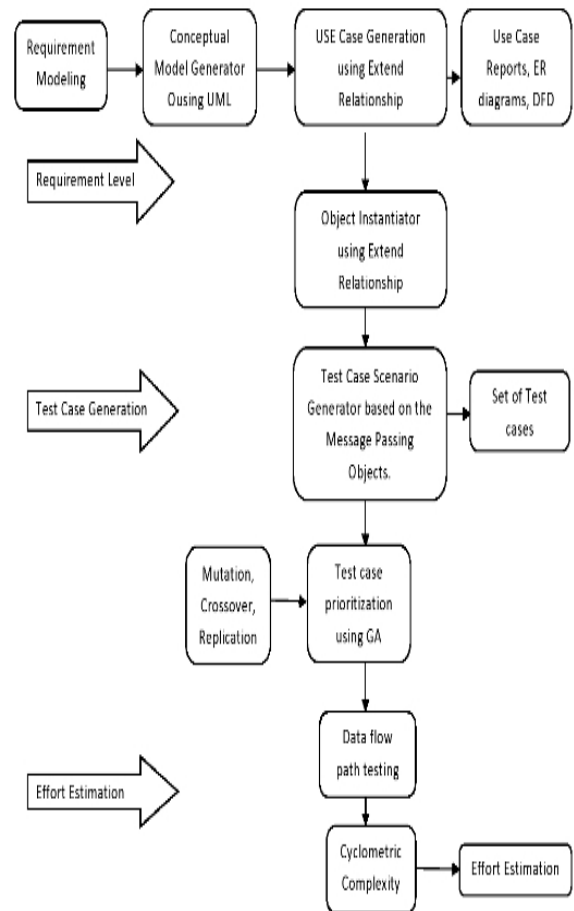 Requirement
Modeling
Conceptual
Model Generator
Ousing UML
USE Case Generation
using Extend
Relationship
Use Case
Reports, ER
diagrams, DFD
Requirement Level
Object Instantiator
using Extend
Relationship
Test Case Generation
Test Case Scenario
Generator based on the
Message Passing
Objects.
Set of Test
cases
Mutation,
Crossover,
Replication
Test case
prioritization
using GA
Data flow
path testing
Effort Estimation
Cyclometric
Complexity
Effort Estimation